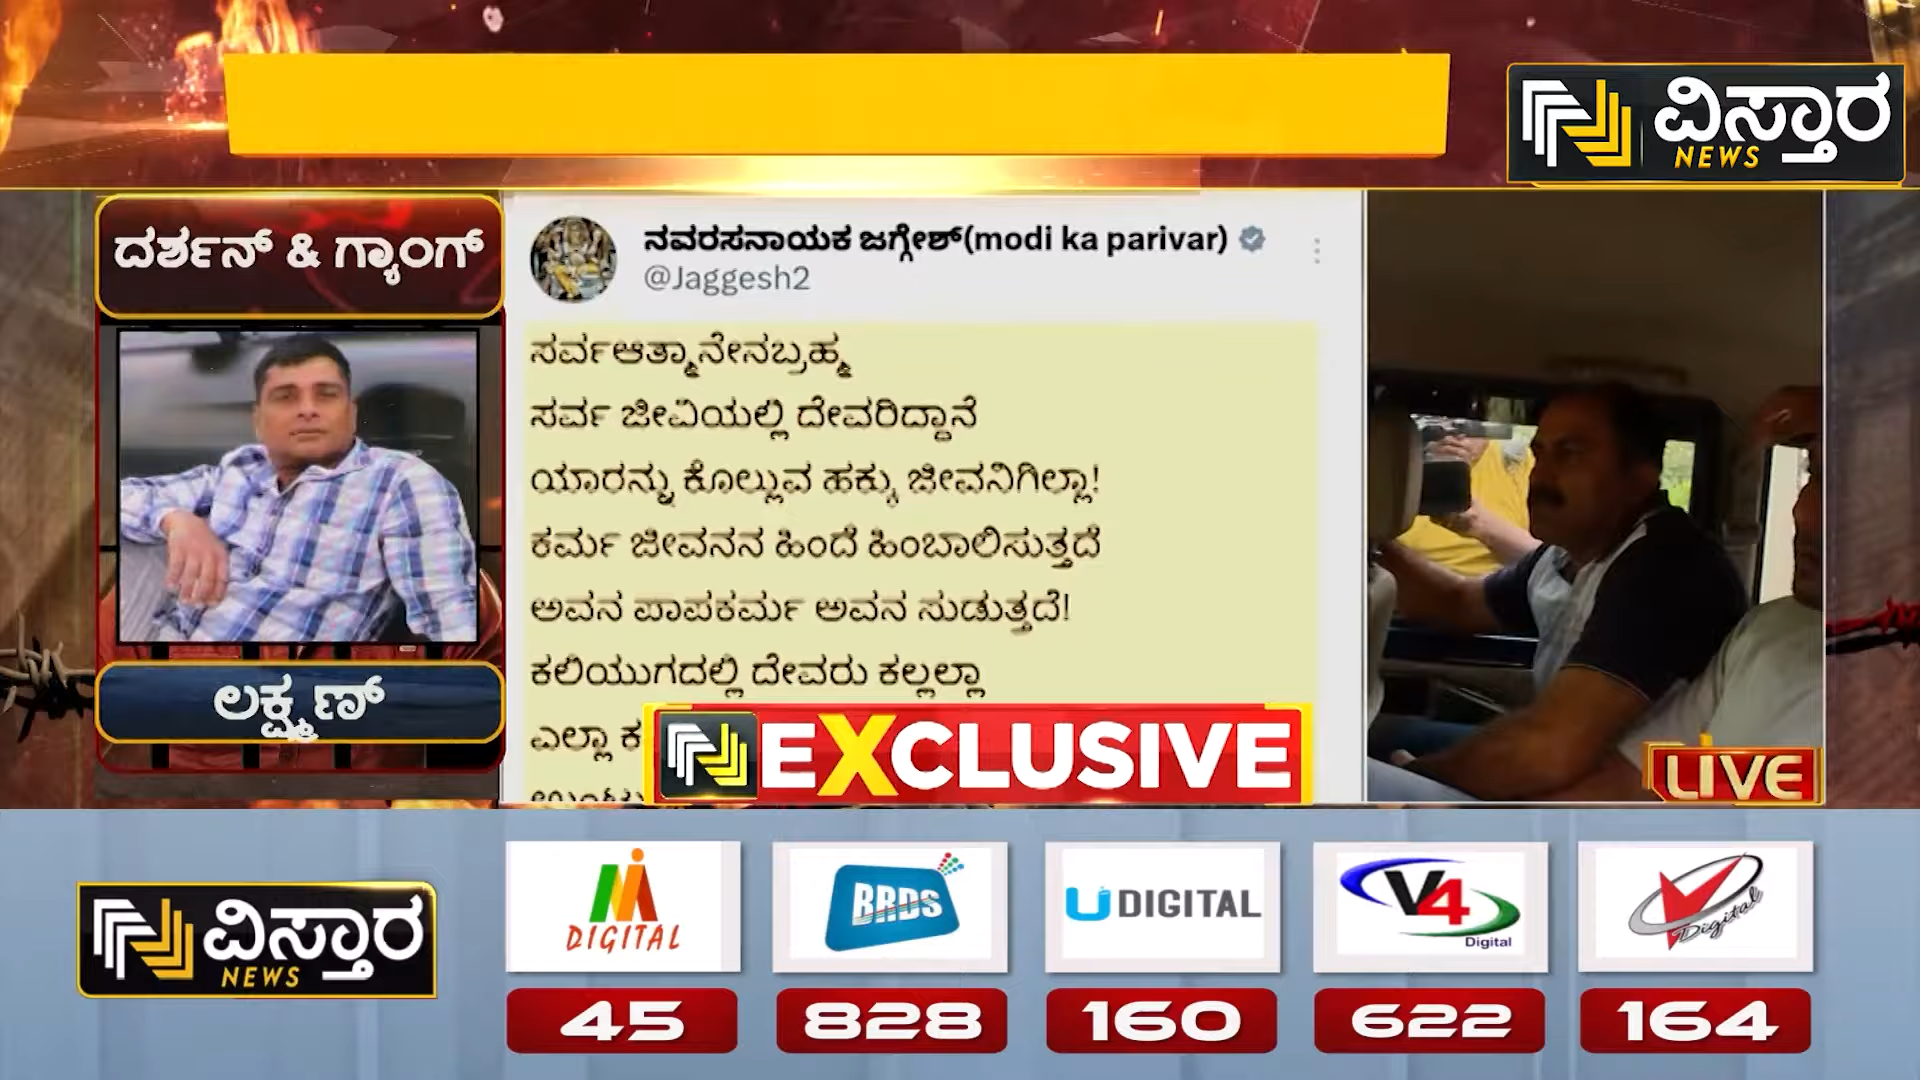 ವಿಸ್ತಾರ
NEWS
ದರ್ಶನ್ & ಗ್ಯಾಂಗ್
ಲಕ್ಷ್ಮಣ್
ನವರಸನಾಯಕ ಜಗ್ಗೇಶ್(modi ka parivar)
@Jaggesh2
ಸರ್ವಆತ್ಮಾನೇನಬ್ರಹ್ಮ
ಸರ್ವ ಜೀವಿಯಲ್ಲಿ ದೇವರಿದ್ದಾನೆ
ಯಾರನ್ನು ಕೊಲ್ಲುವ ಹಕ್ಕು ಜೀವನಿಗಿಲ್ಲಾ!
ಕರ್ಮ ಜೀವನನ ಹಿಂದೆ ಹಿಂಬಾಲಿಸುತ್ತದೆ
ಅವನ ಪಾಪಕರ್ಮ ಅವನ ಸುಡುತ್ತದೆ!
ಕಲಿಯುಗದಲ್ಲಿ ದೇವರು ಕಲ್ಲಲ್ಲಾ
ಎಲ್ಲಾ ಕ
EXCLUSIVE
LIVE
ವಿಸ್ತಾರ
NEWS
DIGITAL
BRDS
U DIGITAL
V4
Digital
Digital
45
828
160
622
164